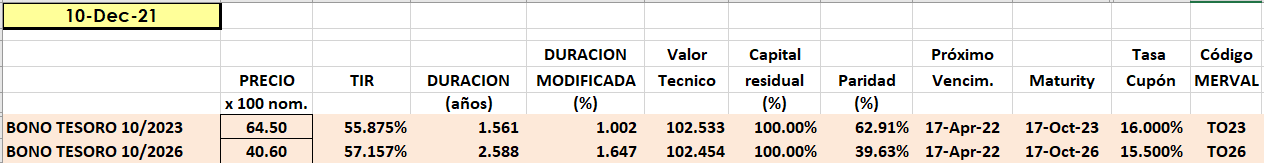 10-Dec-21
DURACION Valor Capital Próximo Tasa Código
PRECIO TIR DURACION MODIFICADA Tecnico residual Paridad Vencim. Maturity Cupón MERVAL
x 100 nom. (años) (%) (%) (%)
BONO TESORO 10/2023 64.50 55.875% 1.561 1.002 102.533 100.00% 62.91% 17-Apr-22 17-Oct-23 16.000% TO23
BONO TESORO 10/2026 40.60 57.157% 2.588 1.647 102.454 100.00% 39.63% 17-Apr-22 17-Oct-26 15.500% TO26